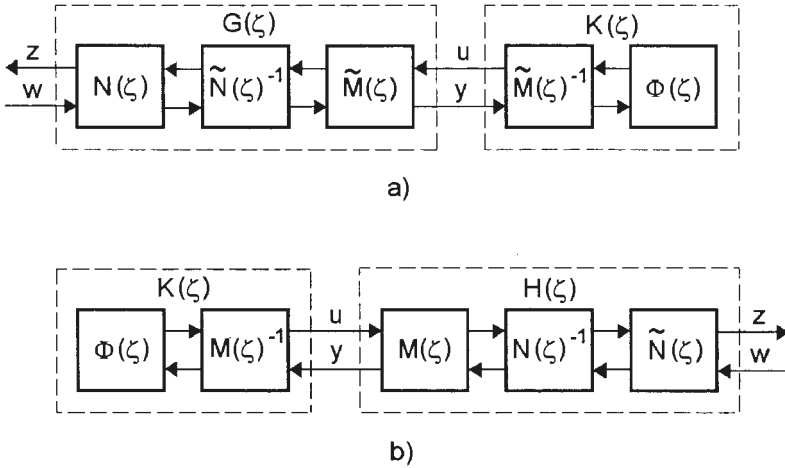 G(ζ) K(ζ)
z u
w N(ζ) Ñ(ζ)⁻¹ M̃(ζ) y M̃(ζ)⁻¹ Φ(ζ)
a)
K(ζ) H(ζ)
u z
Φ(ζ) M(ζ)⁻¹ y M(ζ) N(ζ)⁻¹ Ñ(ζ) w
b)